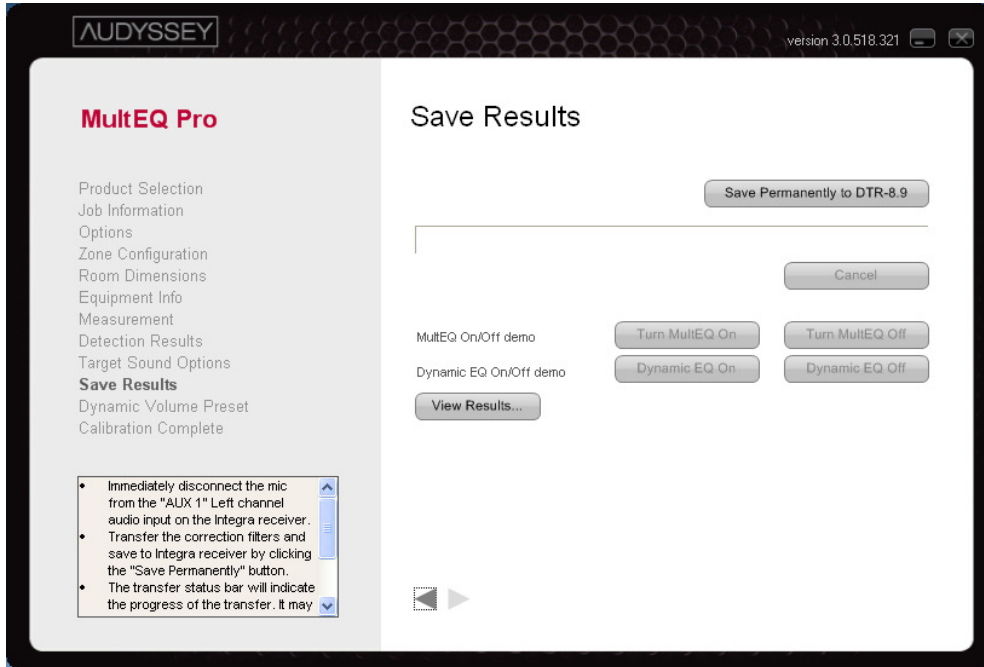 AUDYSSEY
version 3.0.518.321
MultEQ Pro
Product Selection
Job Information
Options
Zone Configuration
Room Dimensions
Equipment Info
Measurement
Detection Results
Target Sound Options
Save Results
Dynamic Volume Preset
Calibration Complete
• Immediately disconnect the mic
from the "AUX 1" Left channel
audio input on the Integra receiver.
• Transfer the correction filters and
save to Integra receiver by clicking
the "Save Permanently" button.
• The transfer status bar will indicate
the progress of the transfer. It may
Save Results
Save Permanently to DTR-8.9
Cancel
MultEQ On/Off demo
Turn MultEQ On
Turn MultEQ Off
Dynamic EQ On/Off demo
Dynamic EQ On
Dynamic EQ Off
View Results...